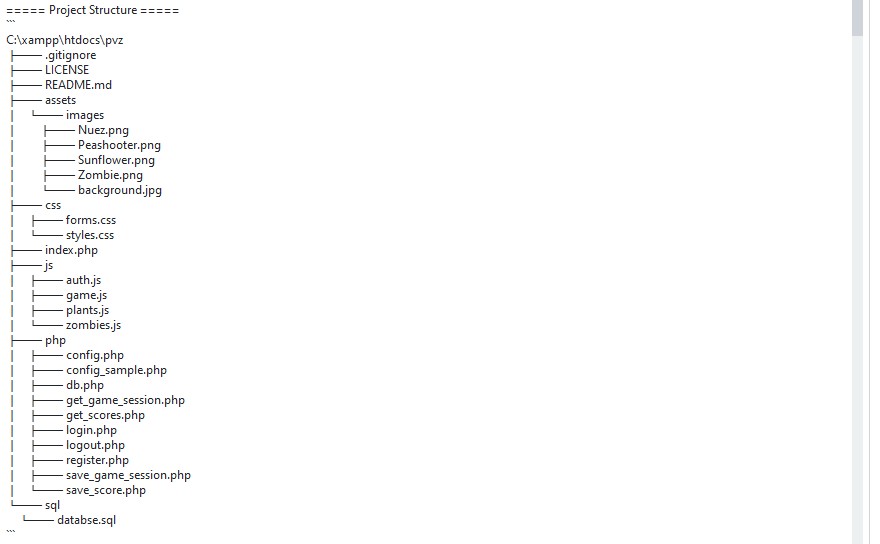 ===== Project Structure =====
```
C:\xampp\htdocs\pvz
├── .gitignore
├── LICENSE
├── README.md
├── assets
│   └── images
│       ├── Nuez.png
│       ├── Peashooter.png
│       ├── Sunflower.png
│       ├── Zombie.png
│       └── background.jpg
├── css
│   ├── forms.css
│   └── styles.css
├── index.php
├── js
│   ├── auth.js
│   ├── game.js
│   ├── plants.js
│   └── zombies.js
├── php
│   ├── config.php
│   ├── config_sample.php
│   ├── db.php
│   ├── get_game_session.php
│   ├── get_scores.php
│   ├── login.php
│   ├── logout.php
│   ├── register.php
│   ├── save_game_session.php
│   └── save_score.php
└── sql
    └── databse.sql
```